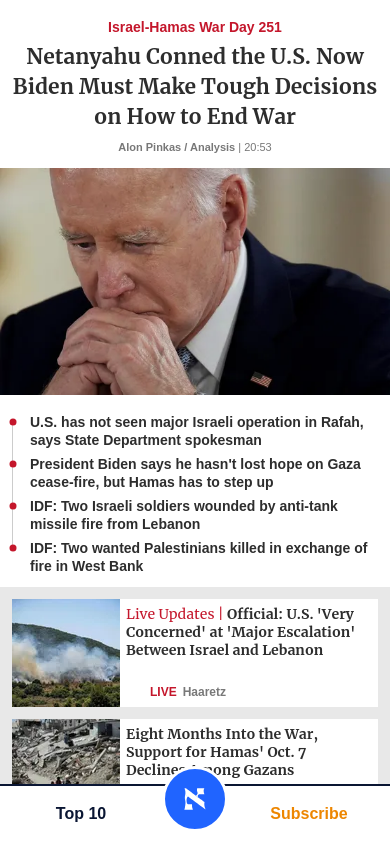 Israel-Hamas War Day 251
Netanyahu Conned the U.S. Now
Biden Must Make Tough Decisions
on How to End War
Alon Pinkas / Analysis | 20:53
U.S. has not seen major Israeli operation in Rafah,
says State Department spokesman
President Biden says he hasn't lost hope on Gaza
cease-fire, but Hamas has to step up
IDF: Two Israeli soldiers wounded by anti-tank
missile fire from Lebanon
IDF: Two wanted Palestinians killed in exchange of
fire in West Bank
Live Updates | Official: U.S. 'Very
Concerned' at 'Major Escalation'
Between Israel and Lebanon
LIVE Haaretz
Eight Months Into the War,
Support for Hamas' Oct. 7
Declines Among Gazans
Top 10
Subscribe